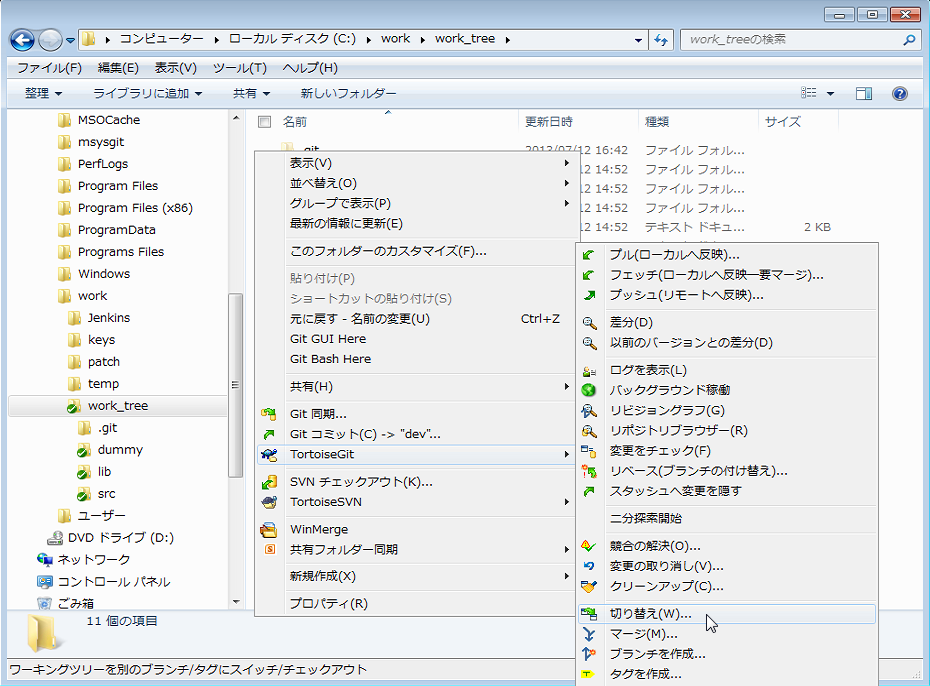 コンピューター ▸ ローカル ディスク (C:) ▸ work ▸ work_tree ▸
work_treeの検索
ファイル(F) 編集(E) 表示(V) ツール(T) ヘルプ(H)
整理 ライブラリに追加 共有 新しいフォルダー
MSOCache
msysgit
PerfLogs
Program Files
Program Files (x86)
ProgramData
Programs Files
Windows
work
Jenkins
keys
patch
temp
work_tree
.git
dummy
lib
src
ユーザー
DVD ドライブ (D:)
ネットワーク
コントロール パネル
ごみ箱
名前 更新日時 種類 サイズ
.git 2013/07/12 16:42 ファイル フォル...
12 14:52 ファイル フォル...
12 14:52 ファイル フォル...
12 14:52 ファイル フォル...
12 14:52 テキスト ドキュ... 2 KB
表示(V)
並べ替え(O)
グループで表示(P)
最新の情報に更新(E)
このフォルダーのカスタマイズ(F)...
貼り付け(P)
ショートカットの貼り付け(S)
元に戻す - 名前の変更(U) Ctrl+Z
Git GUI Here
Git Bash Here
共有(H)
Git 同期...
Git コミット(C) -> "dev"...
TortoiseGit
SVN チェックアウト(K)...
TortoiseSVN
WinMerge
共有フォルダー同期
新規作成(X)
プロパティ(R)
プル(ローカルへ反映)...
フェッチ(ローカルへ反映―要マージ)...
プッシュ(リモートへ反映)...
差分(D)
以前のバージョンとの差分(D)
ログを表示(L)
バックグラウンド稼働
リビジョングラフ(G)
リポジトリブラウザー(R)
変更をチェック(F)
リベース(ブランチの付け替え)...
スタッシュへ変更を隠す
二分探索開始
競合の解決(O)...
変更の取り消し(V)...
クリーンアップ(C)...
切り替え(W)...
マージ(M)...
ブランチを作成...
タグを作成...
11 個の項目
ワーキングツリーを別のブランチ/タグにスイッチ/チェックアウト